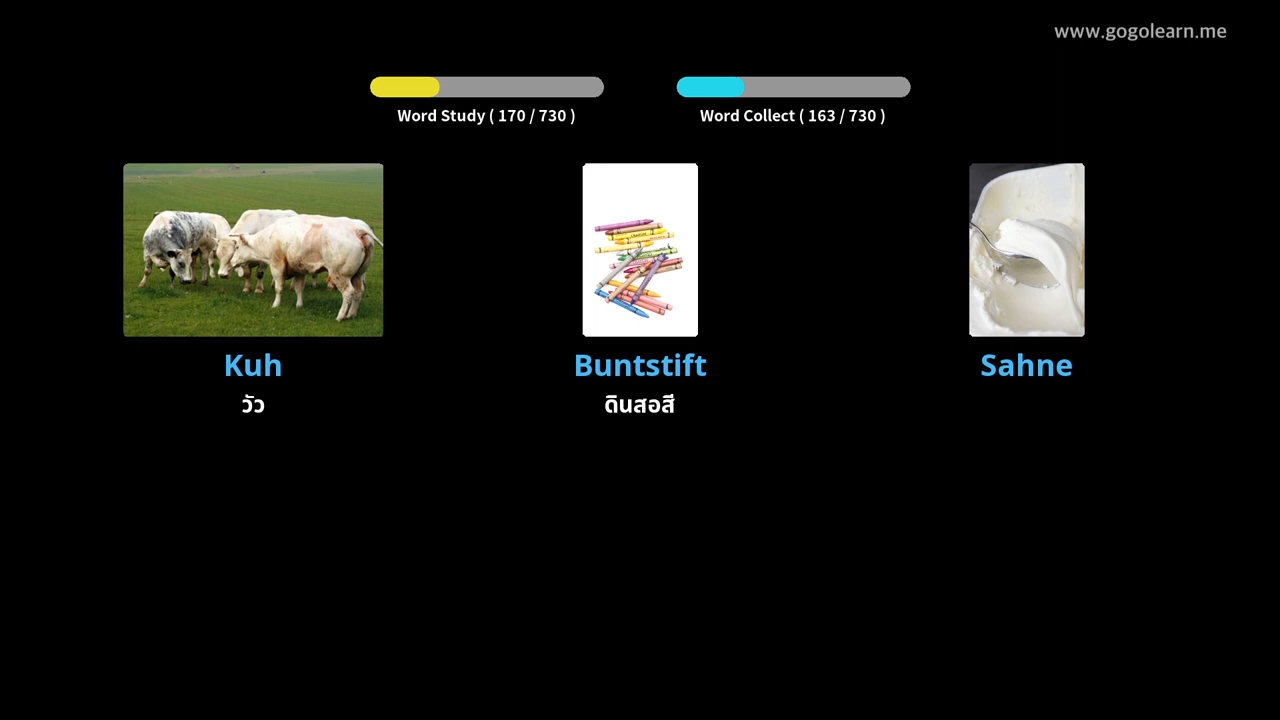 www.gogolearn.me
Word Study ( 170 / 730 )
Word Collect ( 163 / 730 )
Kuh
Buntstift
Sahne
วัว
ดินสอสี